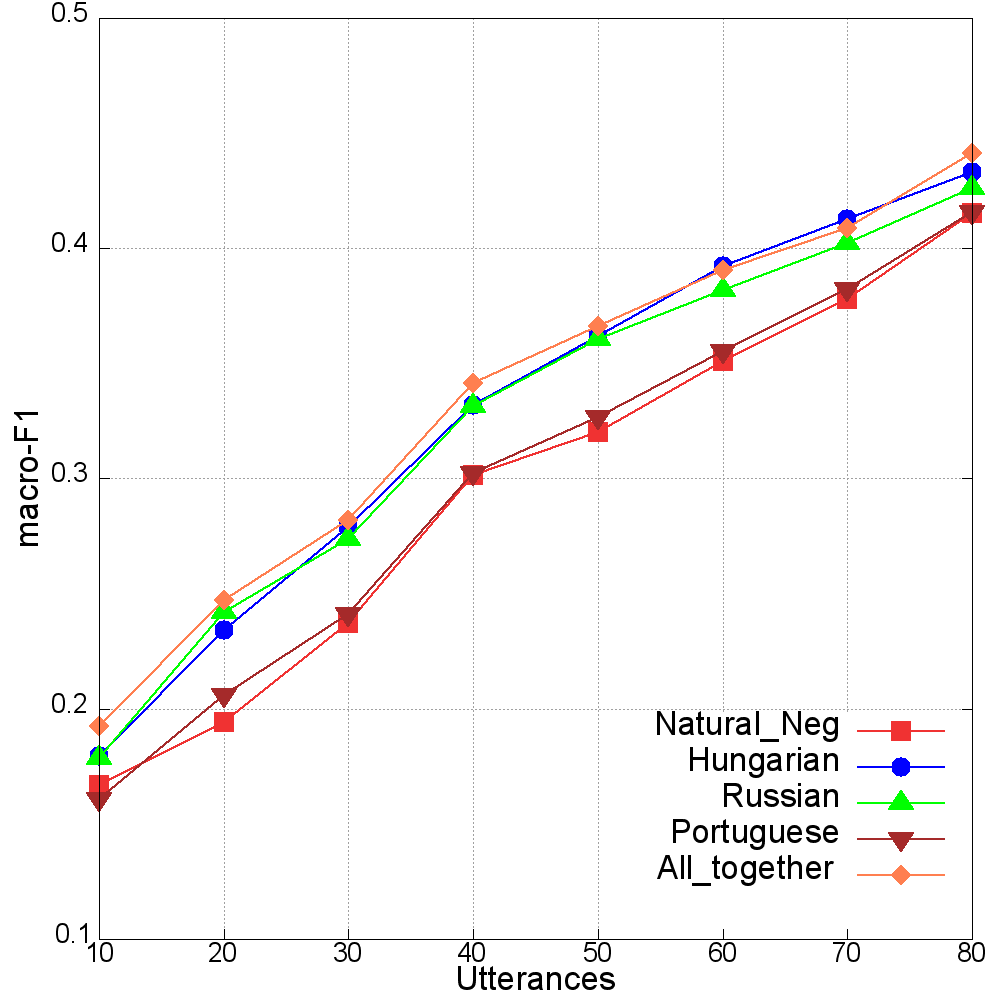 0.5
0.4
0.3
0.2
0.1
macro-F1
Natural_Neg
Hungarian
Russian
Portuguese
All_together
10 20 30 40 50 60 70 80
Utterances